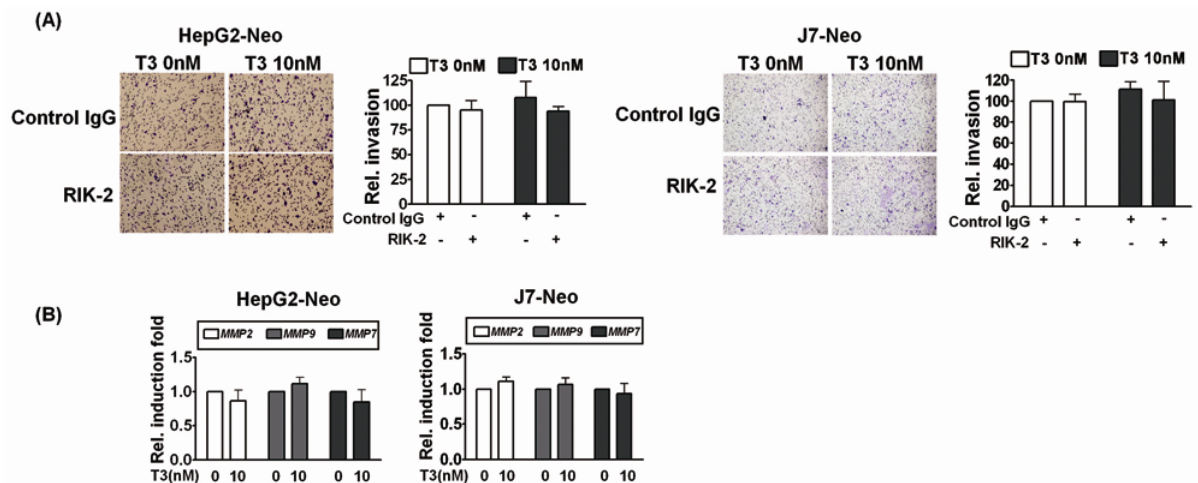 (A)
HepG2-Neo
T3 0nM T3 10nM
Control IgG
RIK-2
T3 0nM T3 10nM
Rel. invasion
125
100
75
50
25
0
Control IgG + - + -
RIK-2 - + - +
J7-Neo
T3 0nM T3 10nM
Control IgG
RIK-2
T3 0nM T3 10nM
Rel. invasion
120
100
80
60
40
20
0
Control IgG + - + -
RIK-2 - + - +
(B)
HepG2-Neo
MMP2 MMP9 MMP7
Rel. induction fold
1.5
1.0
0.5
0.0
T3(nM) 0 10 0 10 0 10
J7-Neo
MMP2 MMP9 MMP7
Rel. induction fold
1.5
1.0
0.5
0.0
T3(nM) 0 10 0 10 0 10